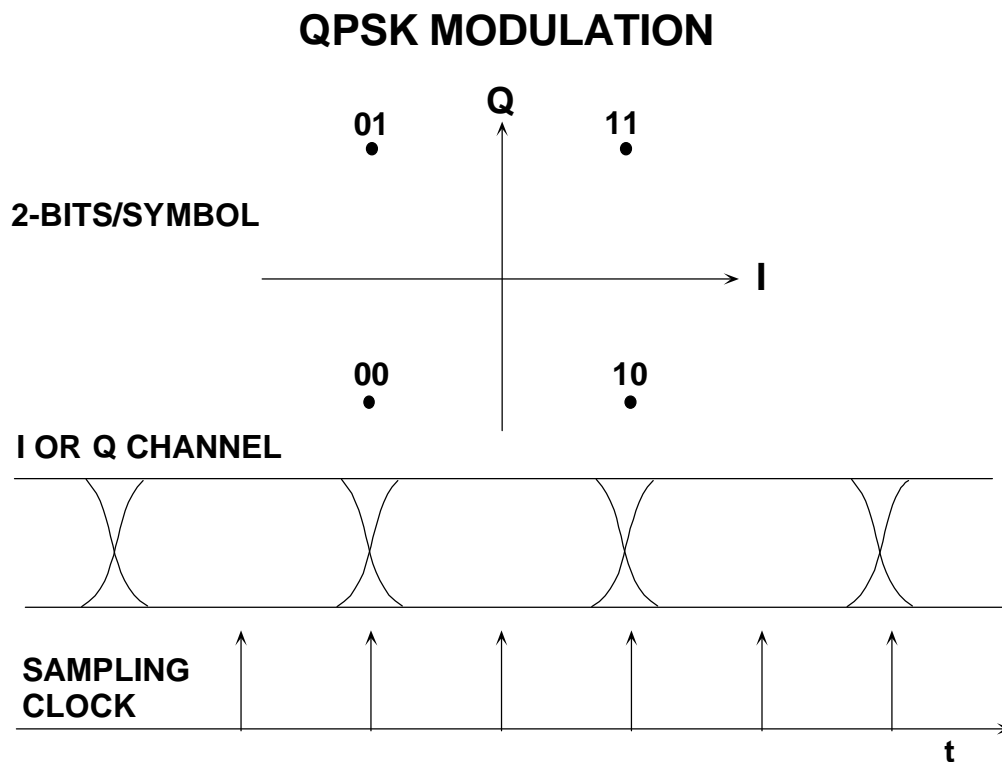 QPSK MODULATION
Q
01
11
2-BITS/SYMBOL
I
00
10
I OR Q CHANNEL
SAMPLING
CLOCK
t